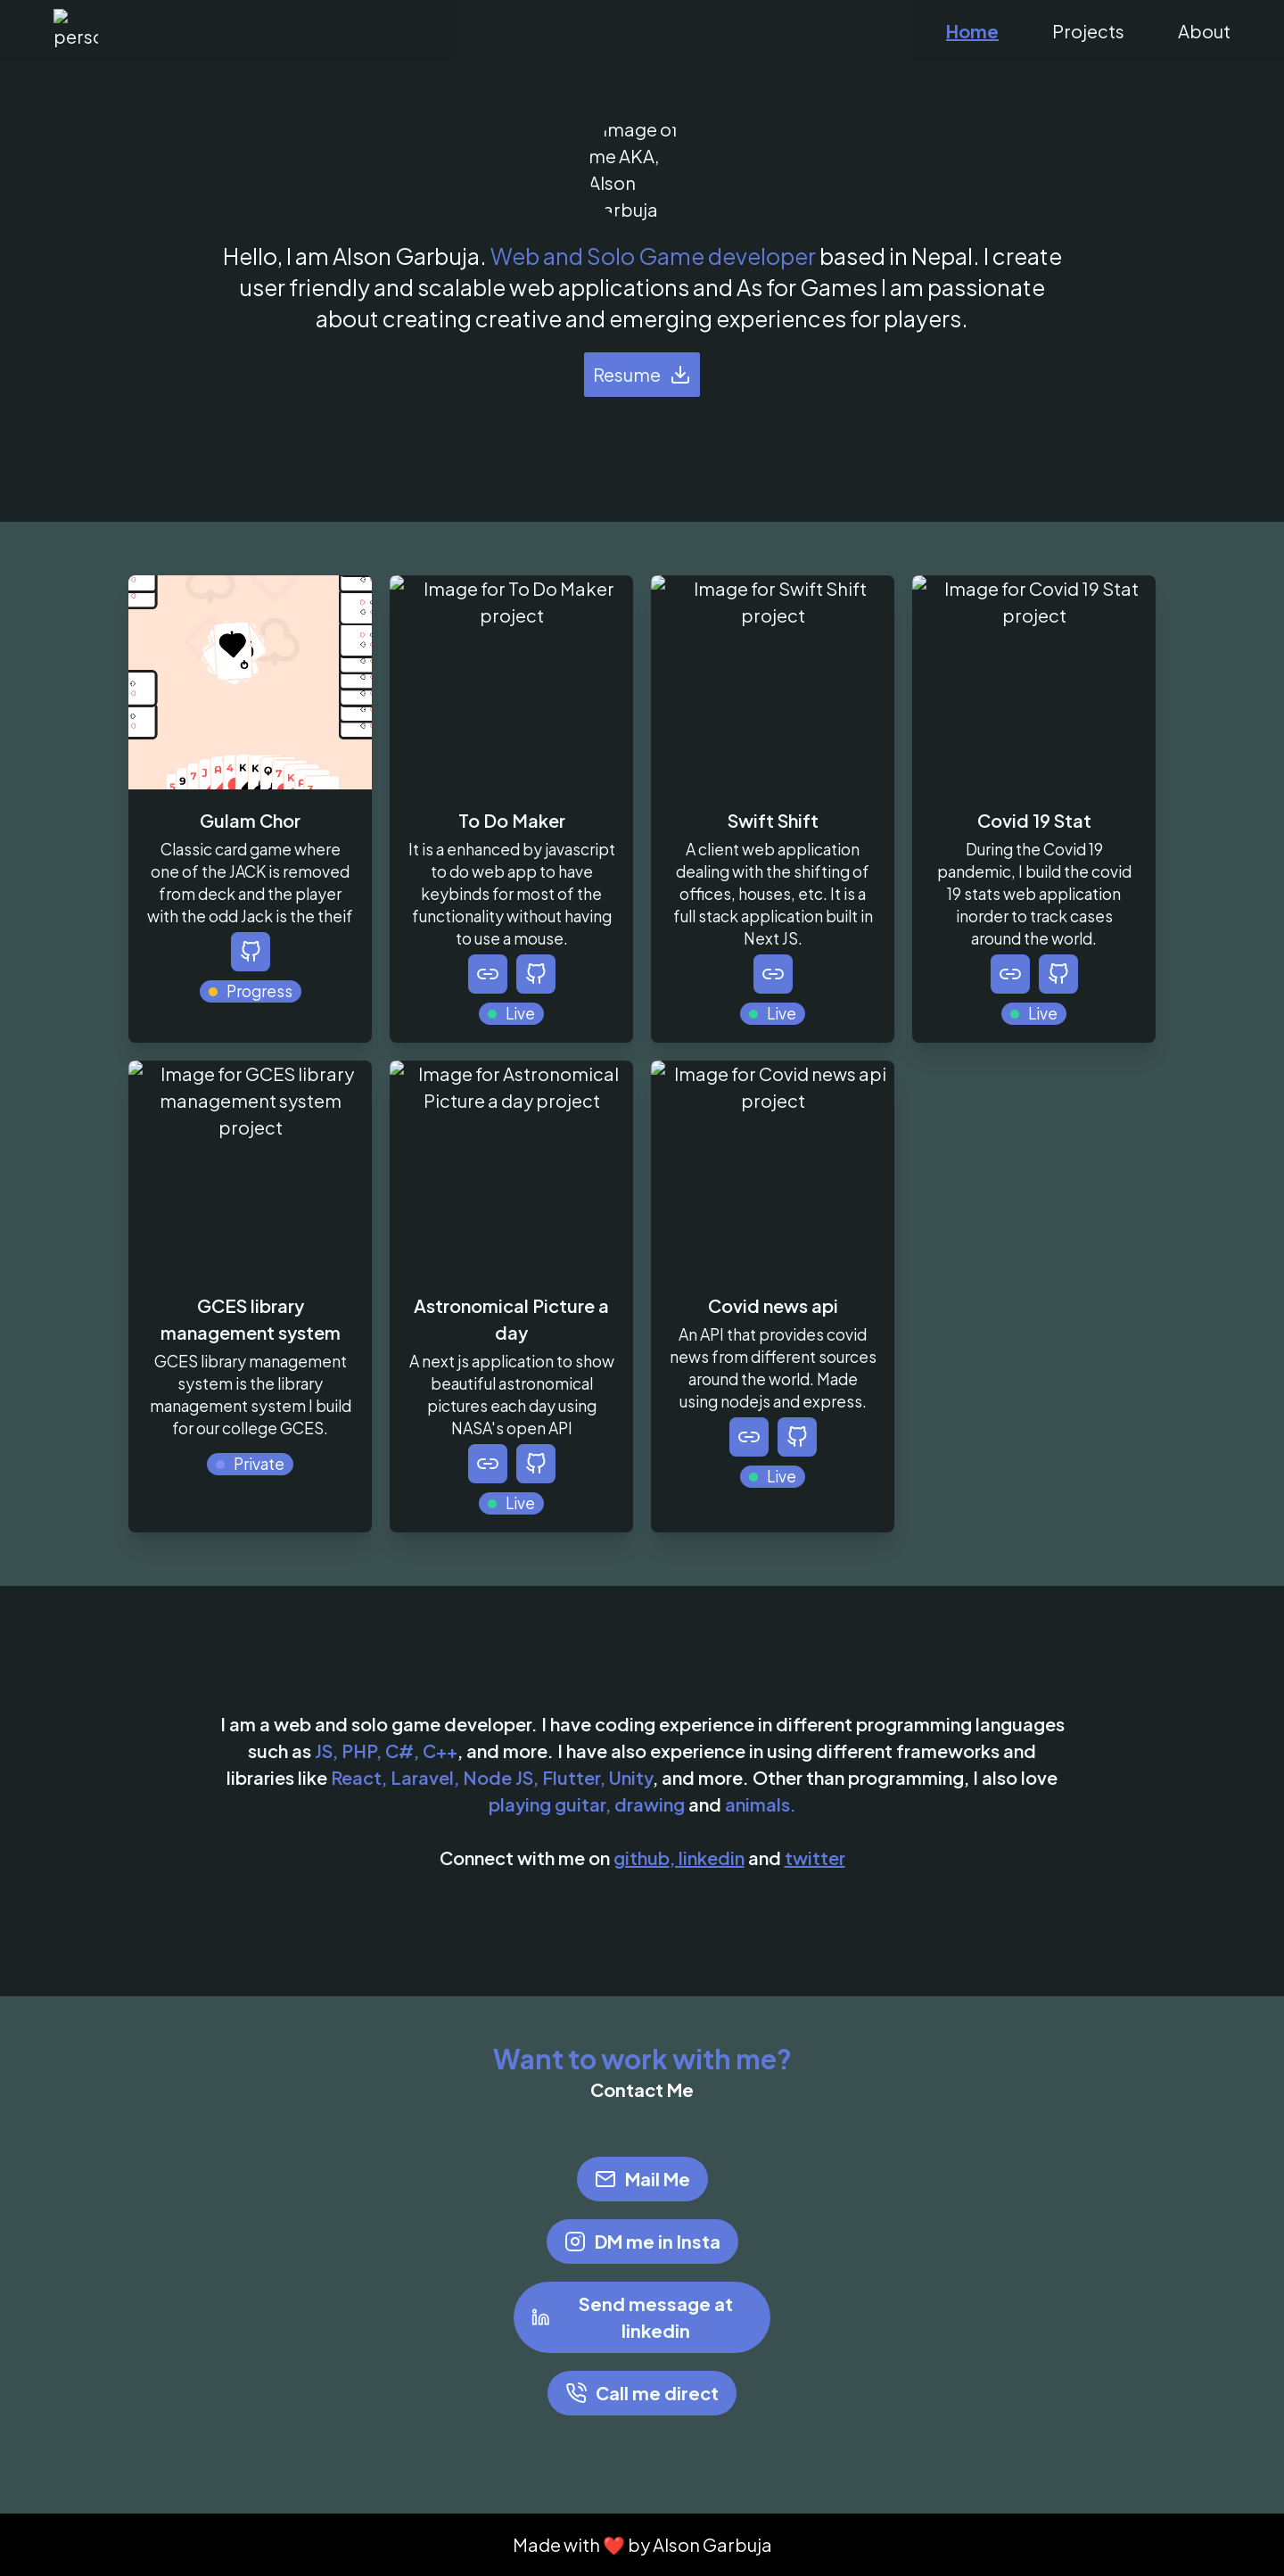 perso
Home Projects About
Image of
me AKA,
Alson
Garbuja
Hello, I am Alson Garbuja. Web and Solo Game developer based in Nepal. I create
user friendly and scalable web applications and As for Games I am passionate
about creating creative and emerging experiences for players.
Resume
Gulam Chor
Classic card game where
one of the JACK is removed
from deck and the player
with the odd Jack is the theif
Progress
Image for To Do Maker
project
To Do Maker
It is a enhanced by javascript
to do web app to have
keybinds for most of the
functionality without having
to use a mouse.
Live
Image for Swift Shift
project
Swift Shift
A client web application
dealing with the shifting of
offices, houses, etc. It is a
full stack application built in
Next JS.
Live
Image for Covid 19 Stat
project
Covid 19 Stat
During the Covid 19
pandemic, I build the covid
19 stats web application
inorder to track cases
around the world.
Live
Image for GCES library
management system
project
GCES library
management system
GCES library management
system is the library
management system I build
for our college GCES.
Private
Image for Astronomical
Picture a day project
Astronomical Picture a
day
A next js application to show
beautiful astronomical
pictures each day using
NASA's open API
Live
Image for Covid news api
project
Covid news api
An API that provides covid
news from different sources
around the world. Made
using nodejs and express.
Live
I am a web and solo game developer. I have coding experience in different programming languages
such as JS, PHP, C#, C++, and more. I have also experience in using different frameworks and
libraries like React, Laravel, Node JS, Flutter, Unity, and more. Other than programming, I also love
playing guitar, drawing and animals.
Connect with me on github, linkedin and twitter
Want to work with me?
Contact Me
Mail Me
DM me in Insta
Send message at
linkedin
Call me direct
Made with ❤️ by Alson Garbuja